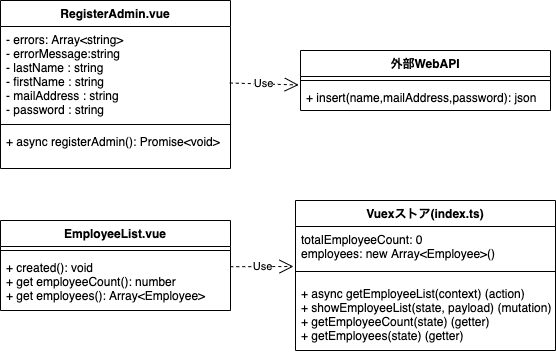 RegisterAdmin.vue
- errors: Array<string>
- errorMessage:string
- lastName : string
- firstName : string
- mailAddress : string
- password : string
+ async registerAdmin(): Promise<void>
Use
外部WebAPI
+ insert(name,mailAddress,password): json
EmployeeList.vue
+ created(): void
+ get employeeCount(): number
+ get employees(): Array<Employee>
Use
Vuexストア(index.ts)
totalEmployeeCount: 0
employees: new Array<Employee>()
+ async getEmployeeList(context) (action)
+ showEmployeeList(state, payload) (mutation)
+ getEmployeeCount(state) (getter)
+ getEmployees(state) (getter)